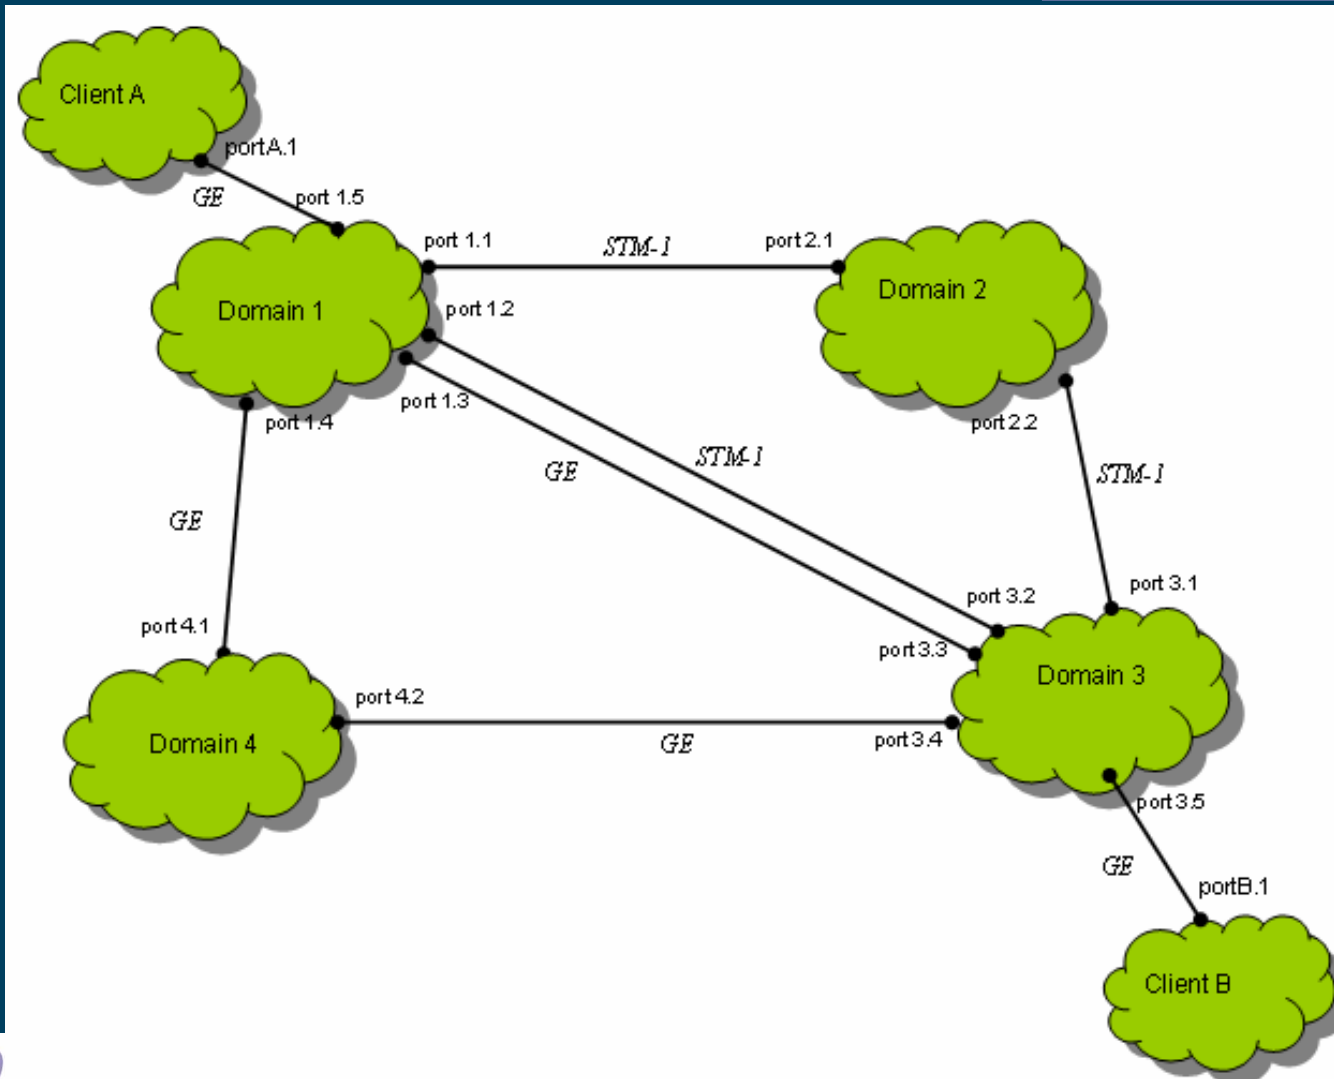 Client A
portA.1
GE
port 1.5
port 1.1
STM-1
port 2.1
Domain 2
Domain 1
port 1.2
port 1.3
port 1.4
port 2.2
STM-1
GE
STM-1
GE
port 3.1
port 3.2
port 4.1
port 3.3
Domain 3
port 4.2
Domain 4
GE
port 3.4
port 3.5
GE
portB.1
Client B